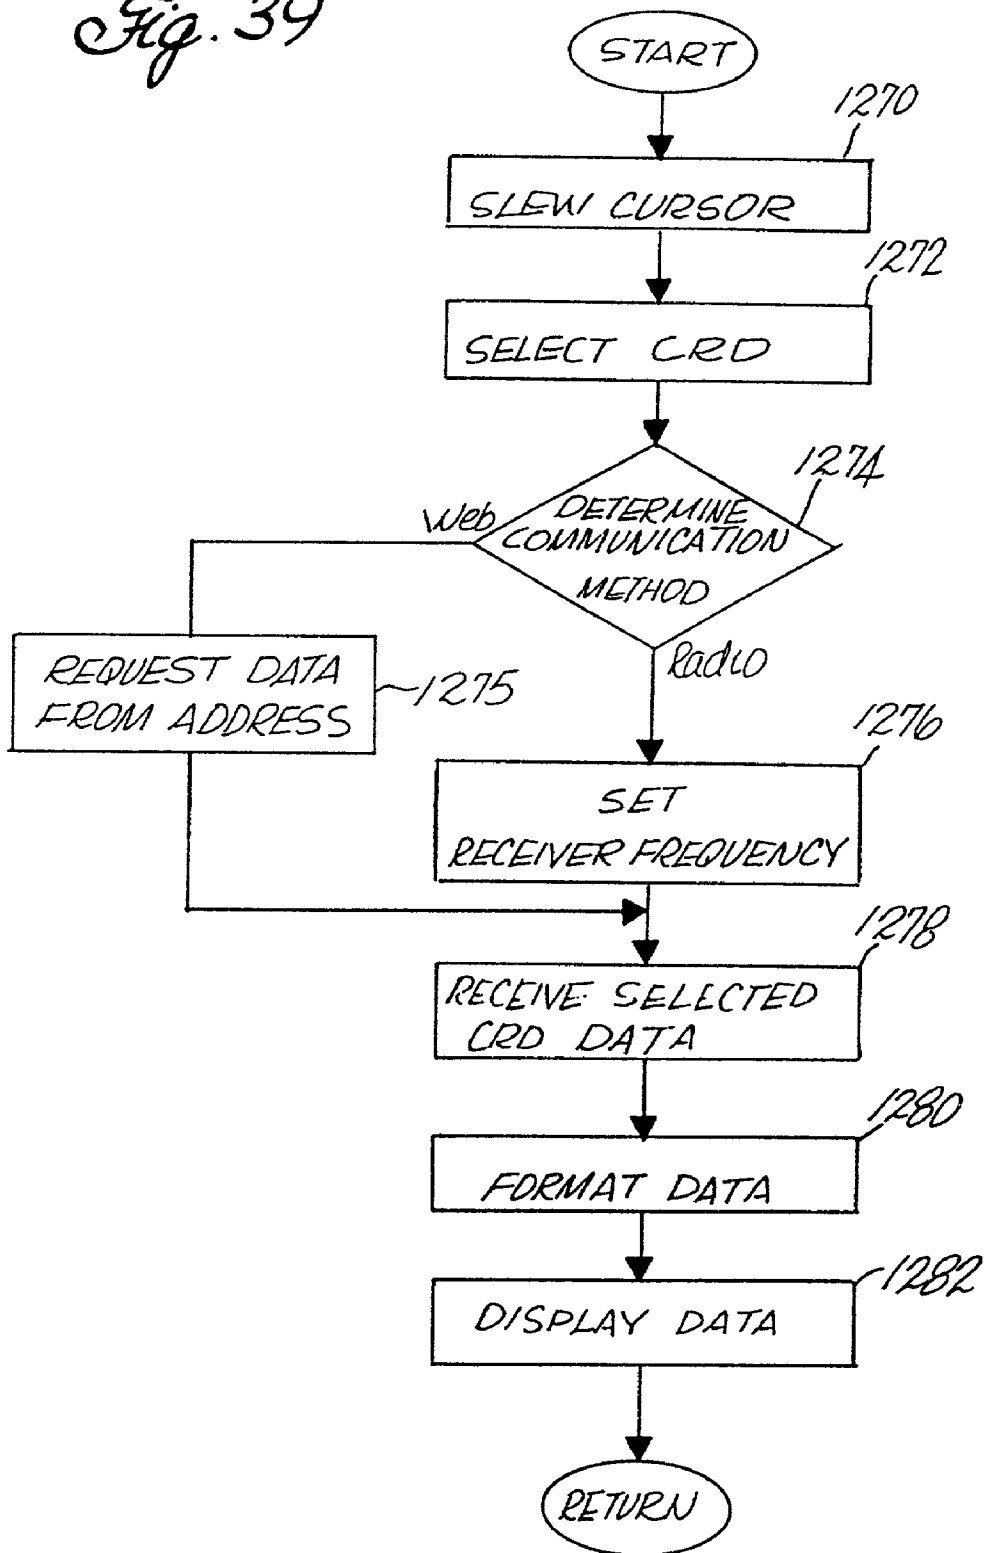 Fig. 39
START
1270
SLEW CURSOR
1272
SELECT CRD
1274
DETERMINE
Web
COMMUNICATION
METHOD
Radio
REQUEST DATA
FROM ADDRESS
1275
1276
SET
RECEIVER FREQUENCY
1278
RECEIVE SELECTED
CRD DATA
1280
FORMAT DATA
1282
DISPLAY DATA
RETURN